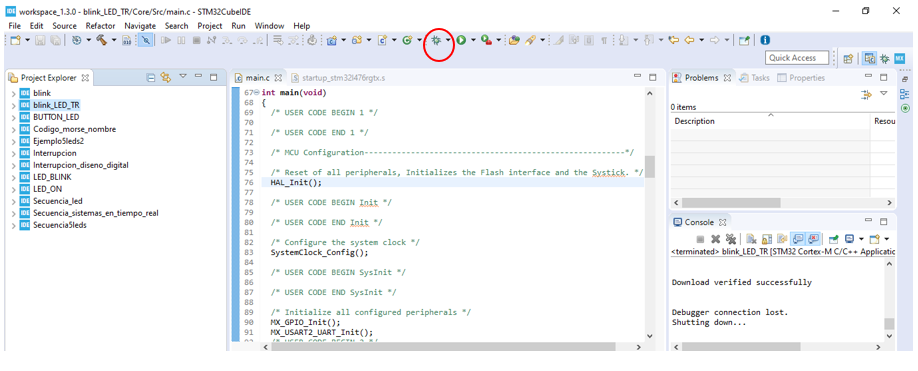 workspace_1.3.0 - blink_LED_TR/Core/Src/main.c - STM32CubeIDE
File Edit Source Refactor Navigate Search Project Run Window Help
Quick Access
Project Explorer
blink
blink_LED_TR
BUTTON_LED
Codigo_morse_nombre
Ejemplo5leds2
Interrupcion
Interrupcion_diseno_digital
LED_BLINK
LED_ON
Secuencia_led
Secuencia_sistemas_en_tiempo_real
Secuencia5leds
main.c startup_stm32l476rgtx.s
67 int main(void)
68 {
69 /* USER CODE BEGIN 1 */
70
71 /* USER CODE END 1 */
72
73 /* MCU Configuration--------------------------------------------------------*/
74
75 /* Reset of all peripherals, Initializes the Flash interface and the Systick. */
76 HAL_Init();
77
78 /* USER CODE BEGIN Init */
79
80 /* USER CODE END Init */
81
82 /* Configure the system clock */
83 SystemClock_Config();
84
85 /* USER CODE BEGIN SysInit */
86
87 /* USER CODE END SysInit */
88
89 /* Initialize all configured peripherals */
90 MX_GPIO_Init();
91 MX_USART2_UART_Init();
92 /* USER CODE BEGIN 2 */
Problems Tasks Properties
0 items
Description Resou
Console
<terminated> blink_LED_TR [STM32 Cortex-M C/C++ Applicatio
Download verified successfully
Debugger connection lost.
Shutting down...